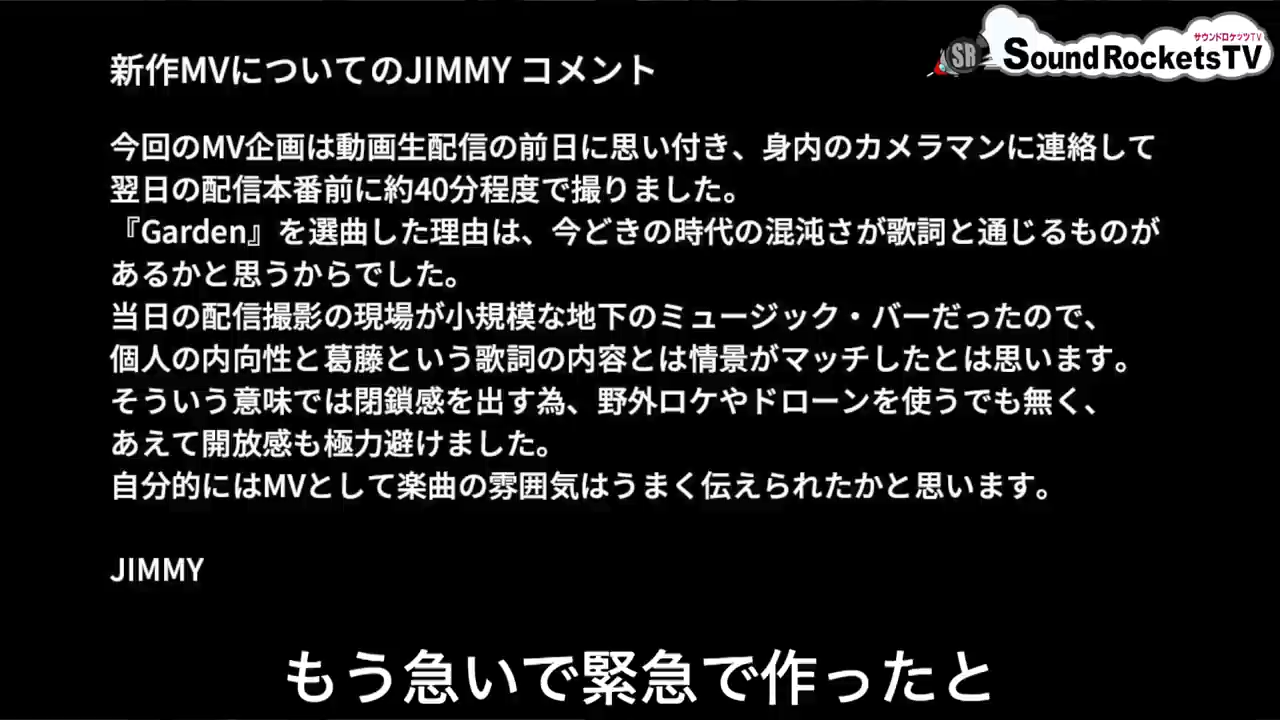 サウンドロケッツTV
SR SoundRocketsTV
新作MVについてのJIMMY コメント
今回のMV企画は動画生配信の前日に思い付き、身内のカメラマンに連絡して
翌日の配信本番前に約40分程度で撮りました。
『Garden』を選曲した理由は、今どきの時代の混沌さが歌詞と通じるものが
あるかと思うからでした。
当日の配信撮影の現場が小規模な地下のミュージック・バーだったので、
個人の内向性と葛藤という歌詞の内容とは情景がマッチしたとは思います。
そういう意味では閉鎖感を出す為、野外ロケやドローンを使うでも無く、
あえて開放感も極力避けました。
自分的にはMVとして楽曲の雰囲気はうまく伝えられたかと思います。
JIMMY
もう急いで緊急で作ったと